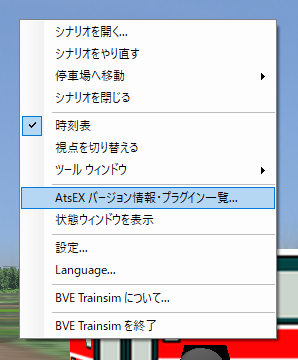 シナリオを開く...
シナリオをやり直す
停車場へ移動
シナリオを閉じる
時刻表
視点を切り替える
ツール ウィンドウ
AtsEX バージョン情報・プラグイン一覧...
状態ウィンドウを表示
設定...
Language...
BVE Trainsim について...
BVE Trainsim を終了